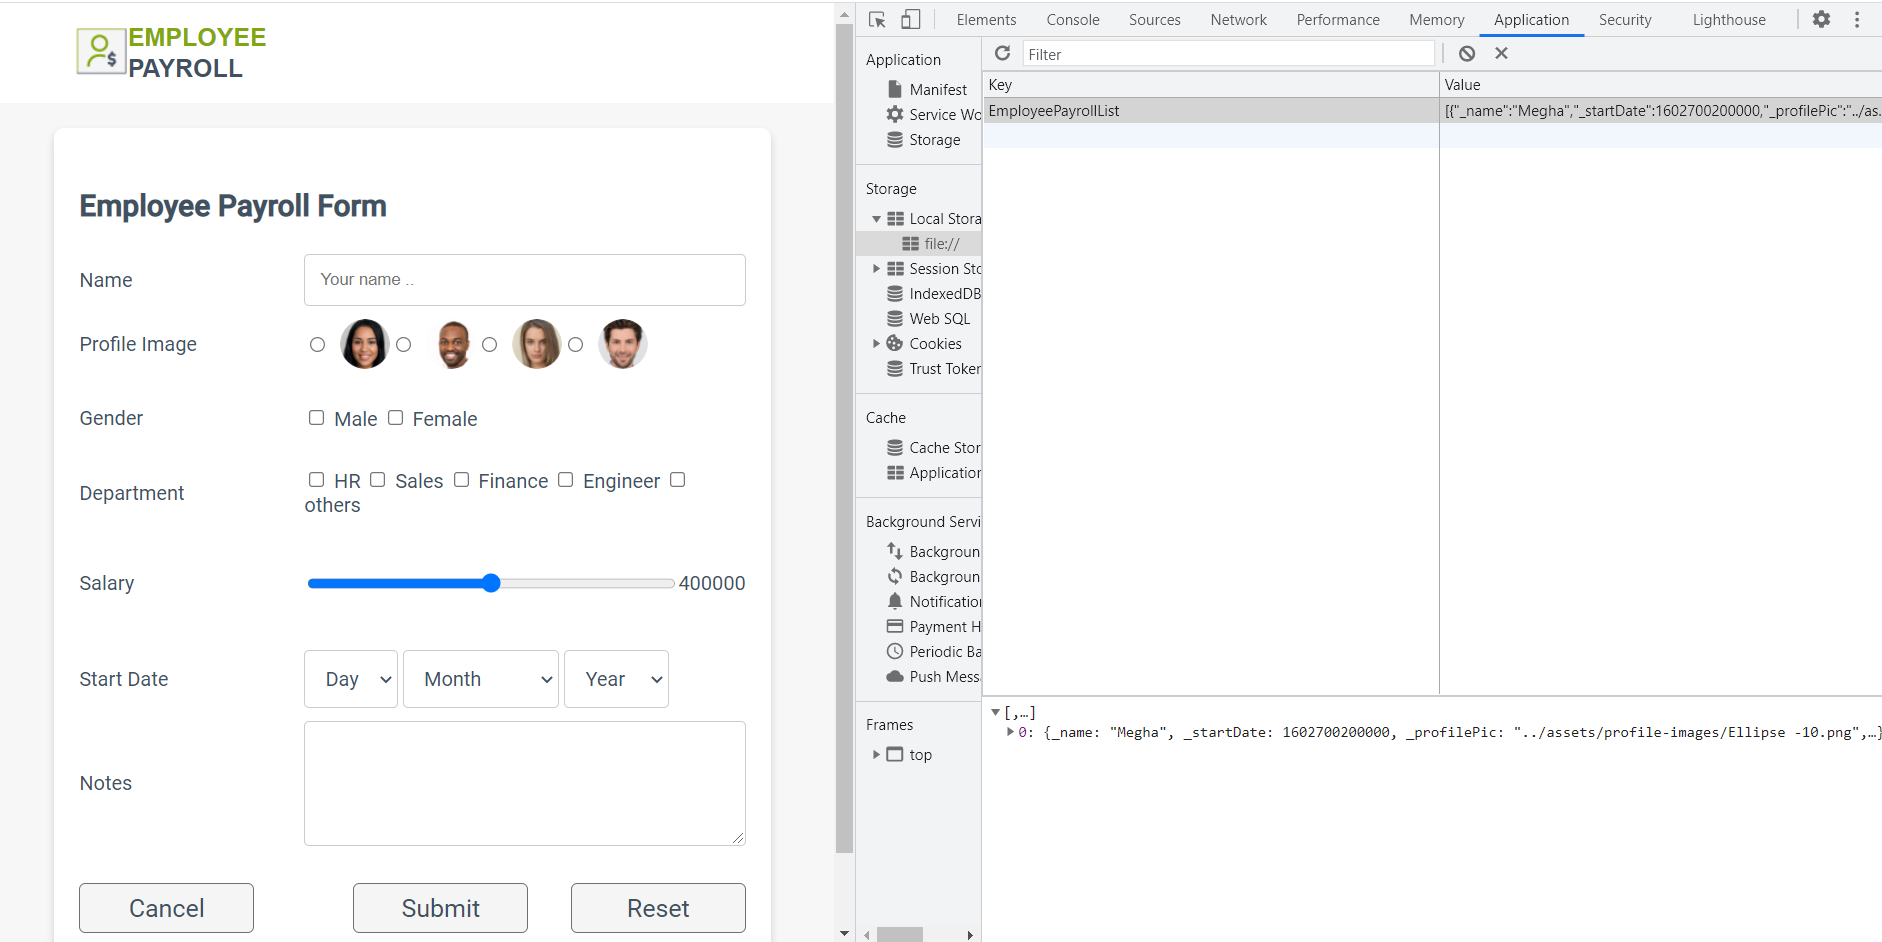 EMPLOYEE
PAYROLL
Employee Payroll Form
Name
Your name ..
Profile Image
Gender
Male Female
Department
HR Sales Finance Engineer
others
Salary
400000
Start Date
Day Month Year
Notes
Cancel Submit Reset
Elements Console Sources Network Performance Memory Application Security Lighthouse
Application
Manifest
Service Wo
Storage
Storage
Local Stora
file://
Session Sto
IndexedDB
Web SQL
Cookies
Trust Token
Cache
Cache Stor
Application
Background Servi
Backgroun
Backgroun
Notification
Payment H
Periodic Ba
Push Messa
Frames
top
Filter
Key Value
EmployeePayrollList [{"_name":"Megha","_startDate":1602700200000,"_profilePic":"../as...
[,…]
0: {_name: "Megha", _startDate: 1602700200000, _profilePic: "../assets/profile-images/Ellipse -10.png",…}